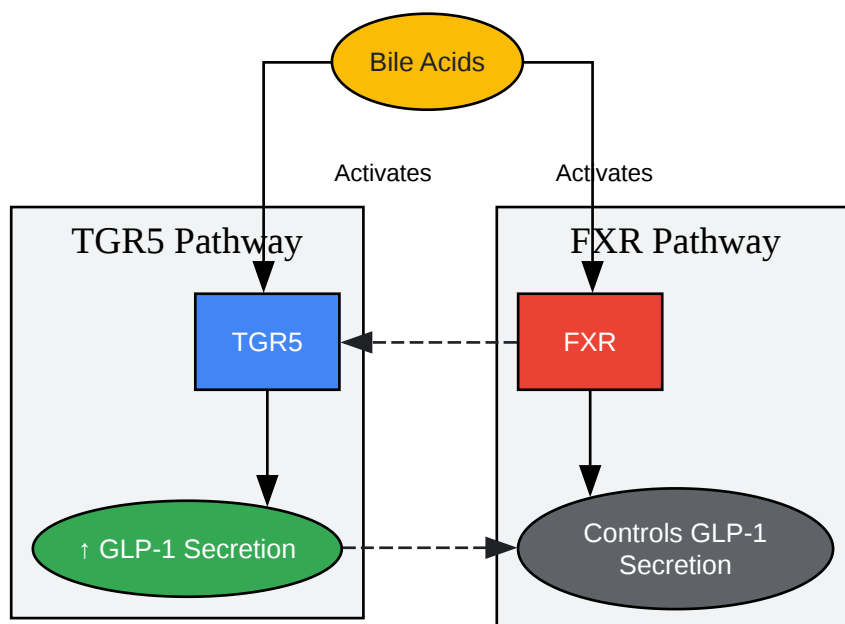 Bile Acids
Activates
Activates
TGR5 Pathway
FXR Pathway
TGR5
FXR
↑ GLP-1 Secretion
Controls GLP-1
Secretion